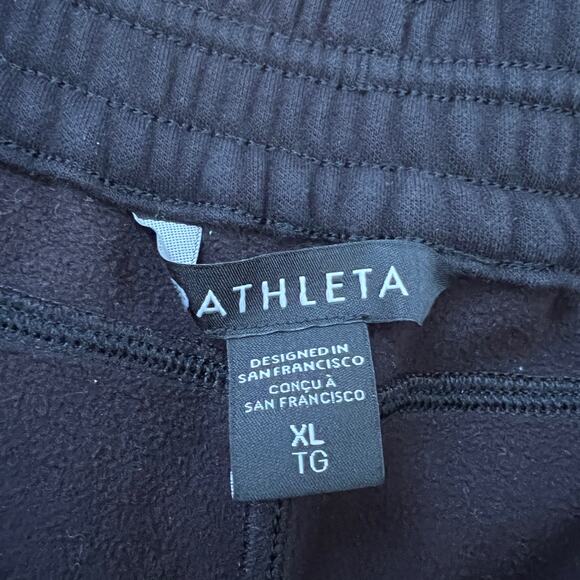 ATHLETA
DESIGNED IN
SAN FRANCISCO
CONÇU À
SAN FRANCISCO
XL
TG